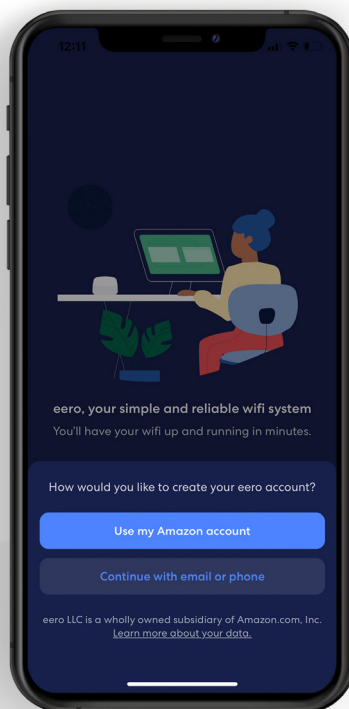 12:11
eero, your simple and reliable wifi system
You'll have your wifi up and running in minutes.
How would you like to create your eero account?
Use my Amazon account
Continue with email or phone
eero LLC is a wholly owned subsidiary of Amazon.com, Inc.
Learn more about your data.